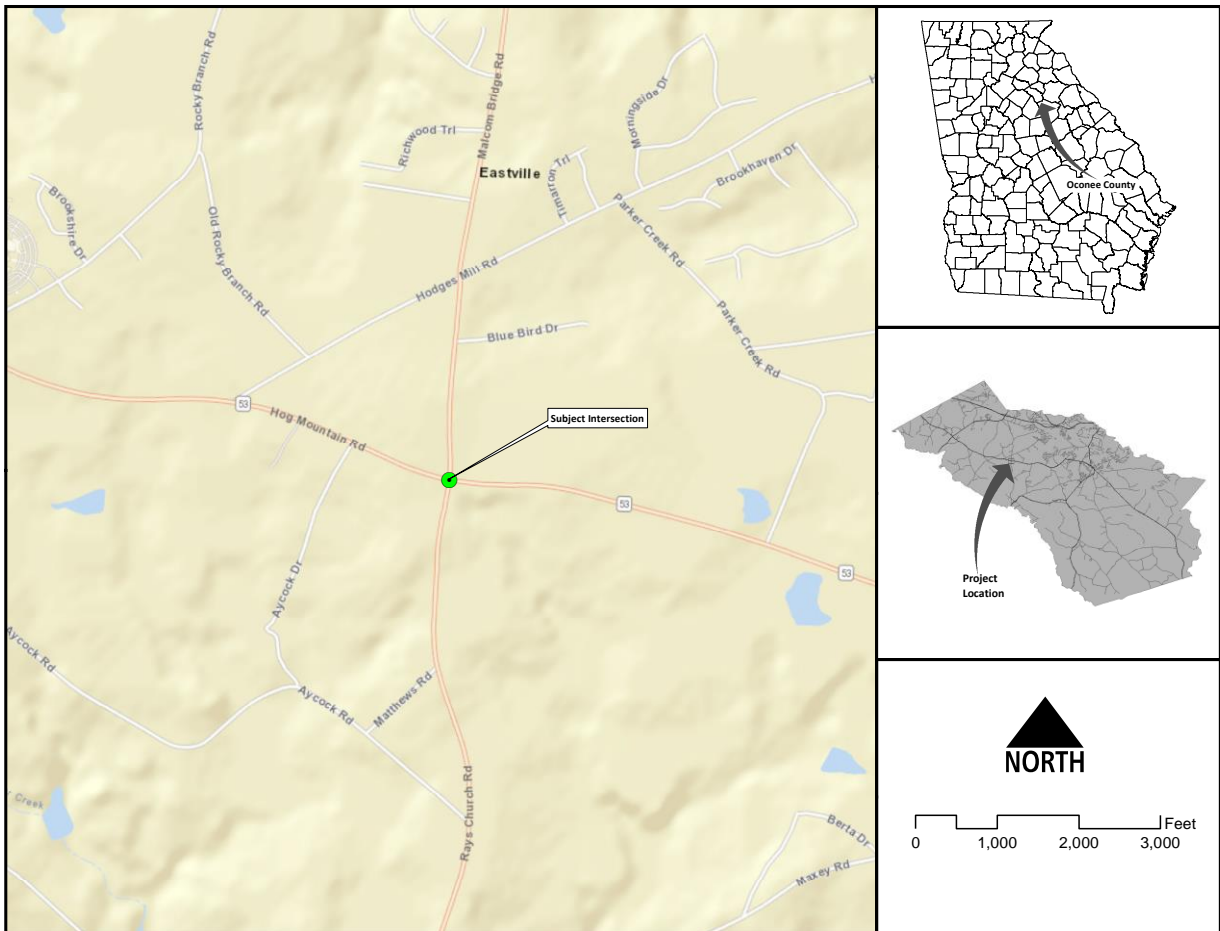 Rocky Branch Rd
Malcom Bridge Rd
Morningside Dr
H
Richwood Trl
Eastville
Timarron Trl
Brookhaven Dr
Brookshire Dr
Old Rocky Branch Rd
Parker Creek Rd
Hodges Mill Rd
Blue Bird Dr
Parker Creek Rd
53
Hog Mountain Rd
Subject Intersection
53
53
Aycock Dr
Aycock Rd
Aycock Rd
Matthews Rd
Rays Church Rd
r Creek
Berta Dr
Maxey Rd
Oconee County
Project
Location
NORTH
Feet
0 1,000 2,000 3,000